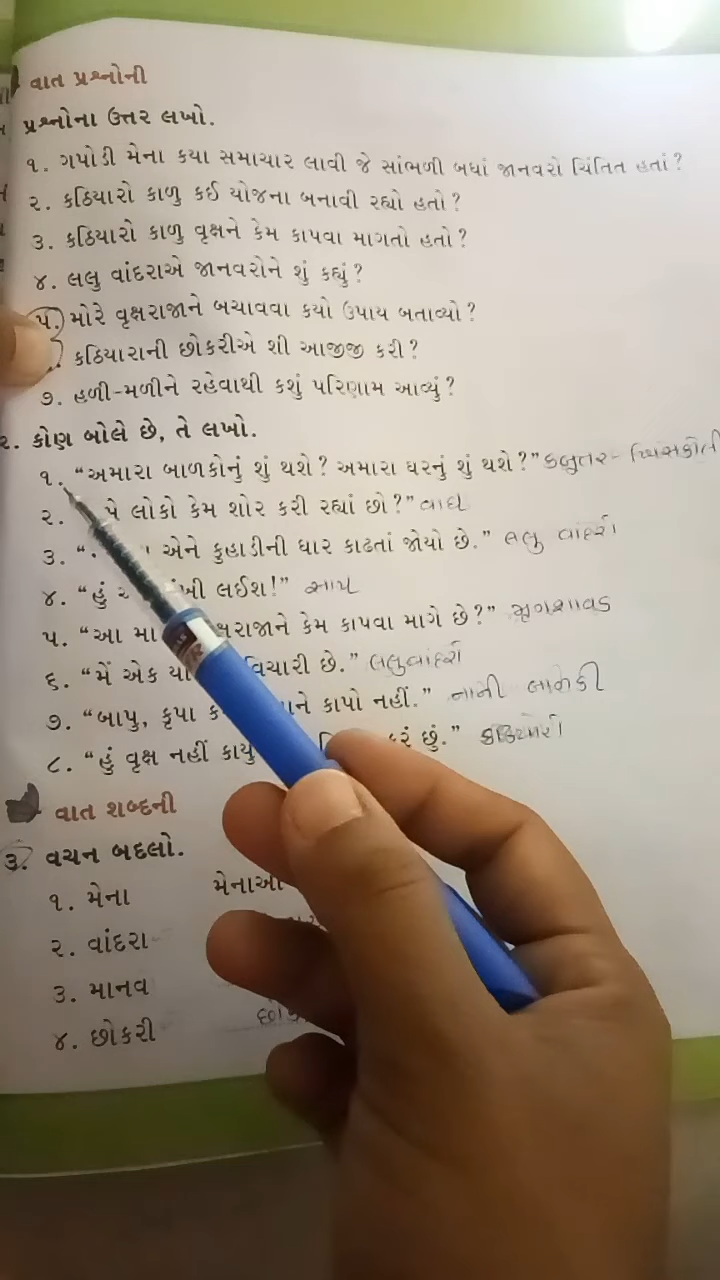 વાત પ્રશ્નોની
પ્રશ્નોના ઉત્તર લખો.
૧. ગપોડી મેના કયા સમાચાર લાવી જે સાંભળી બધાં જાનવરો ચિંતિત હતાં?
૨. કઠિયારો કાળુ કઈ યોજના બનાવી રહ્યો હતો?
૩. કઠિયારો કાળુ વૃક્ષને કેમ કાપવા માગતો હતો?
૪. લલુ વાંદરાએ જાનવરોને શું કહ્યું?
૫. મોરે વૃક્ષરાજાને બચાવવા કયો ઉપાય બતાવ્યો?
કઠિયારાની છોકરીએ શી આજીજી કરી?
૭. હળી-મળીને રહેવાથી કશું પરિણામ આવ્યું?
૨. કોણ બોલે છે, તે લખો.
૧. "અમારા બાળકોનું શું થશે? અમારા ઘરનું શું થશે?" કબુતર - ખિસકોલી
૨. લોકો કેમ શોર કરી રહ્યાં છો?" વાઘ
૩. " એને કુહાડીની ધાર કાઢતાં જોયો છે." લલુ વાંદરો
૪. "હું લઈશ!" સાપ
૫. "આ કેમ કાપવા માગે છે?"
૬. "મેં એક વિચારી છે." લલુ વાંદરો
૭. "બાપુ, કૃપા કાપો નહીં." નાની
૮. "હું વૃક્ષ નહીં છું." કઠિયારો
વાત શબ્દની
૩. વચન બદલો.
૧. મેના મેનાઓ
૨. વાંદરા
૩. માનવ
૪. છોકરી